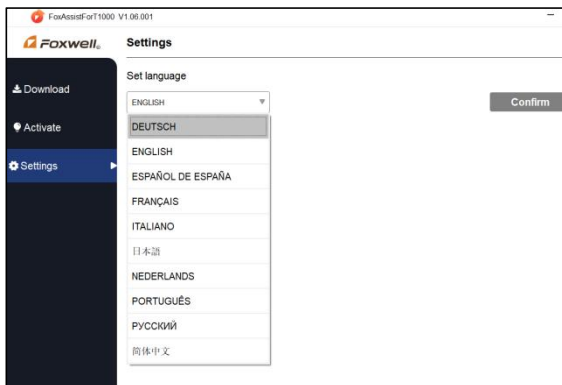 FoxAssistForT1000 V1.06.001
FOXWELL®
Settings
Set language
Download
ENGLISH
Confirm
Activate
DEUTSCH
ENGLISH
Settings
ESPAÑOL DE ESPAÑA
FRANÇAIS
ITALIANO
日本語
NEDERLANDS
PORTUGUÊS
РУССКИЙ
简体中文